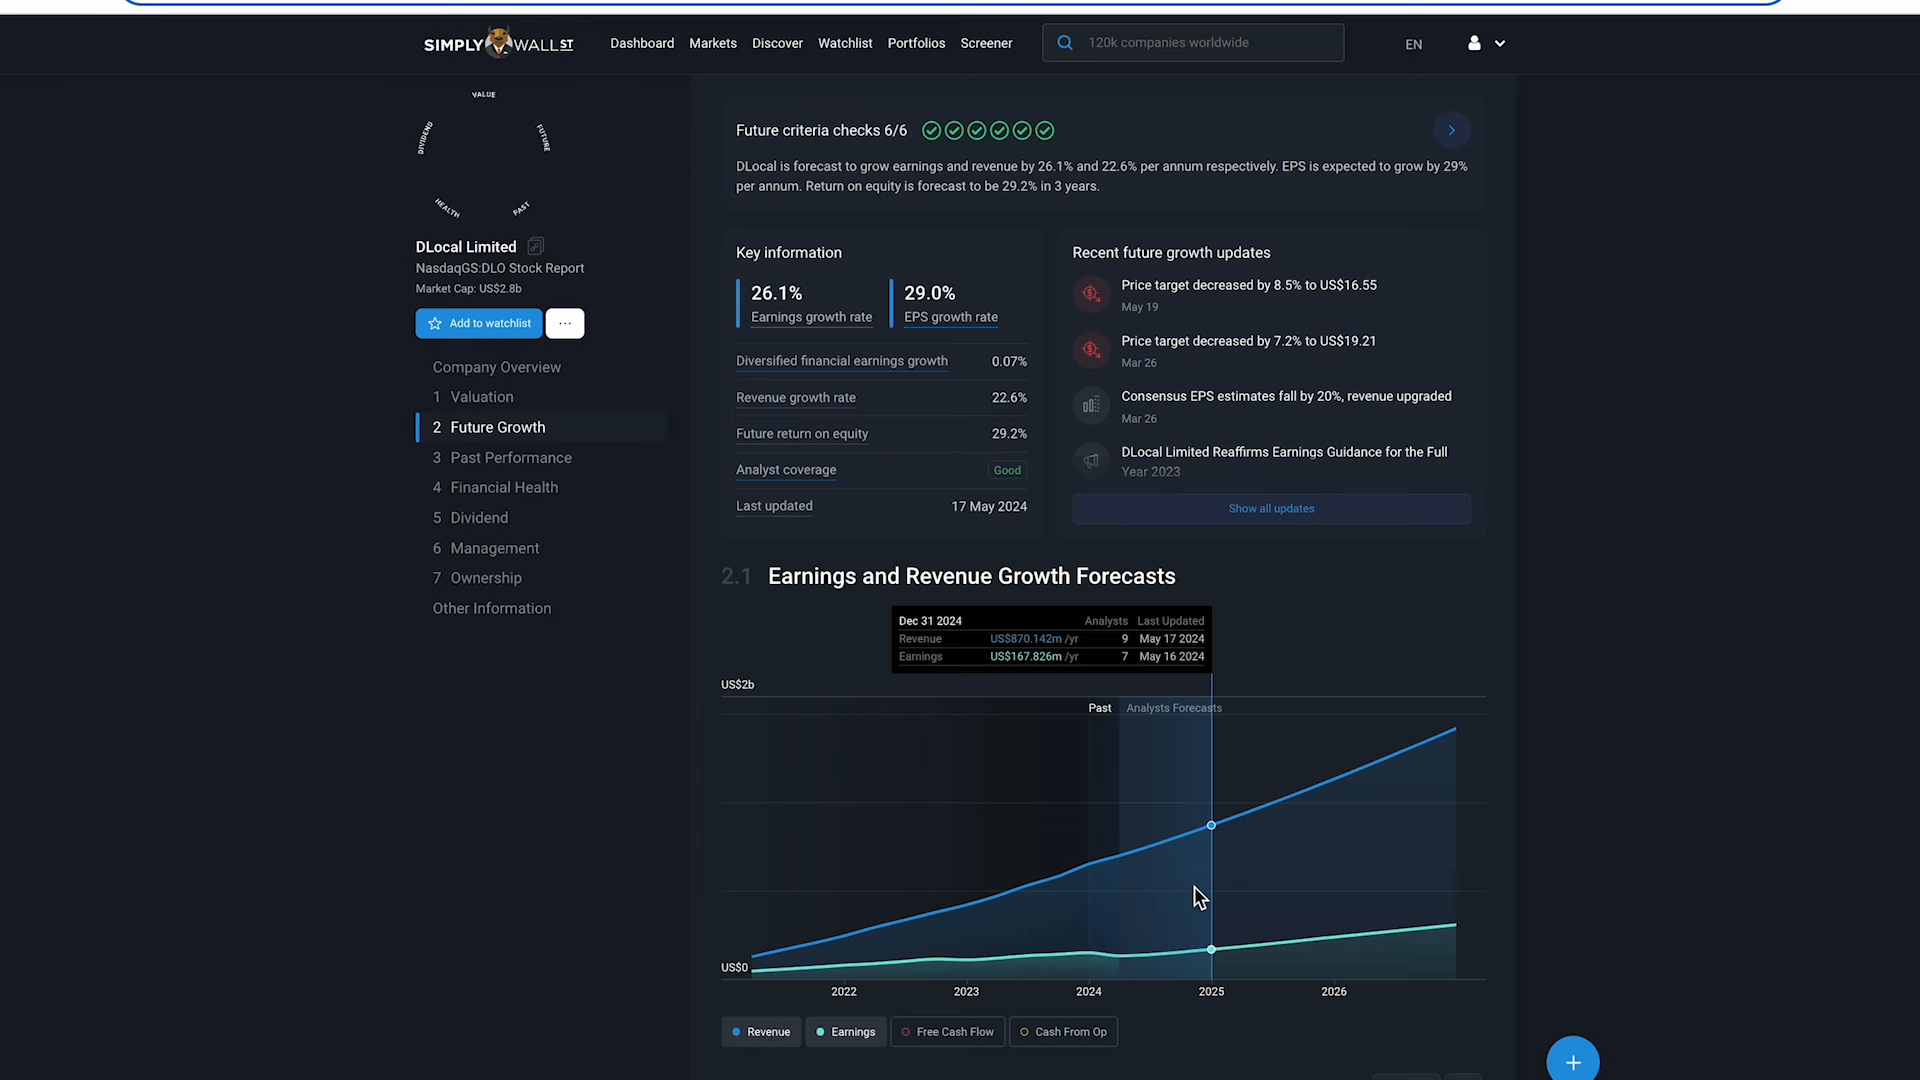 SIMPLY WALL ST
Dashboard Markets Discover Watchlist Portfolios Screener
120k companies worldwide
EN
VALUE
FUTURE
PAST
HEALTH
DIVIDEND
DLocal Limited
NasdaqGS:DLO Stock Report
Market Cap: US$2.8b
Add to watchlist
...
Company Overview
1 Valuation
2 Future Growth
3 Past Performance
4 Financial Health
5 Dividend
6 Management
7 Ownership
Other Information
Future criteria checks 6/6
DLocal is forecast to grow earnings and revenue by 26.1% and 22.6% per annum respectively. EPS is expected to grow by 29%
per annum. Return on equity is forecast to be 29.2% in 3 years.
Key information
26.1%
Earnings growth rate
29.0%
EPS growth rate
Diversified financial earnings growth 0.07%
Revenue growth rate 22.6%
Future return on equity 29.2%
Analyst coverage Good
Last updated 17 May 2024
Recent future growth updates
Price target decreased by 8.5% to US$16.55
May 19
Price target decreased by 7.2% to US$19.21
Mar 26
Consensus EPS estimates fall by 20%, revenue upgraded
Mar 26
DLocal Limited Reaffirms Earnings Guidance for the Full
Year 2023
Show all updates
2.1 Earnings and Revenue Growth Forecasts
Dec 31 2024 Analysts Last Updated
Revenue US$870.142m /yr 9 May 17 2024
Earnings US$167.826m /yr 7 May 16 2024
US$2b
Past Analysts Forecasts
US$0
2022 2023 2024 2025 2026
Revenue Earnings Free Cash Flow Cash From Op
+